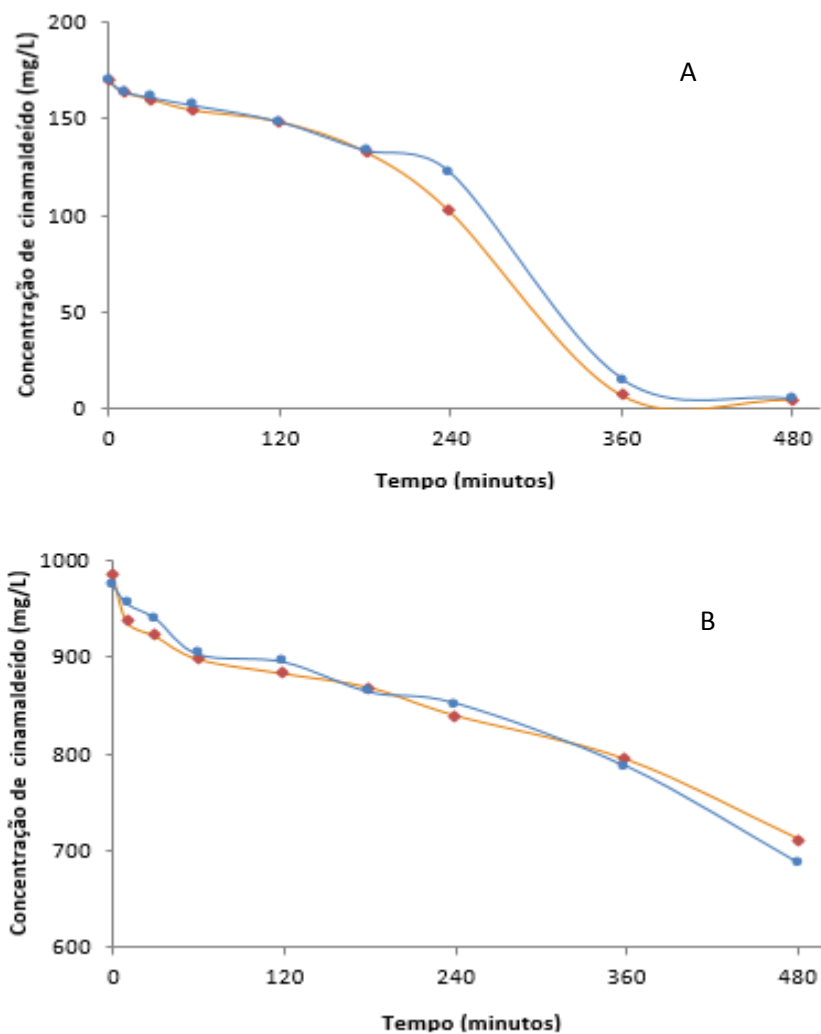 200
150
100
50
0
0 120 240 360 480
Concentração de cinamaldeído (mg/L)
Tempo (minutos)
A
1000
900
800
700
600
0 120 240 360 480
Concentração de cinamaldeído (mg/L)
Tempo (minutos)
B